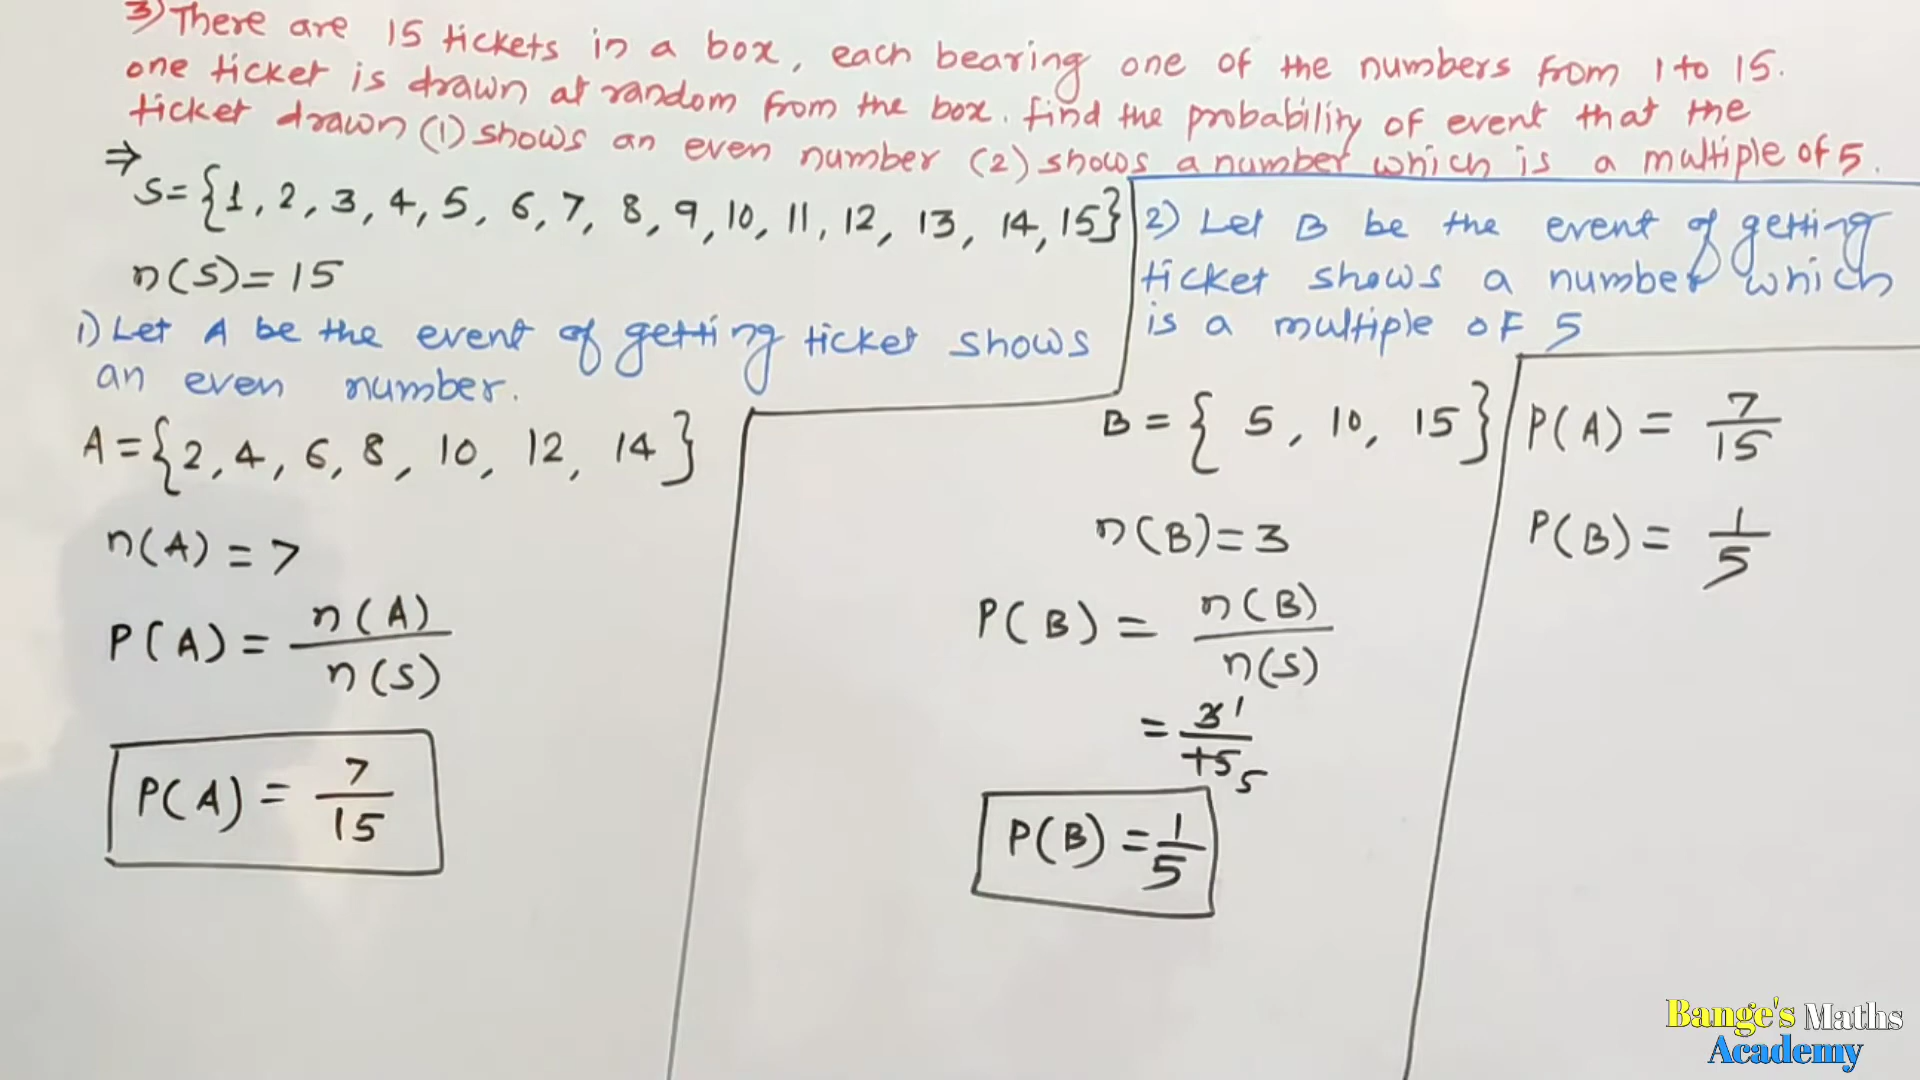 3) There are 15 tickets in a box, each bearing one of the numbers from 1 to 15.
one ticket is drawn at random from the box. find the probability of event that the
ticket drawn (1) shows an even number (2) shows a number which is a multiple of 5.
⇒ S = {1, 2, 3, 4, 5, 6, 7, 8, 9, 10, 11, 12, 13, 14, 15}
n(S) = 15
1) Let A be the event of getting ticket shows
an even number.
A = {2, 4, 6, 8, 10, 12, 14}
n(A) = 7
P(A) = n(A)/n(S)
P(A) = 7/15
2) Let B be the event of getting
ticket shows a number which
is a multiple of 5
B = {5, 10, 15}
n(B) = 3
P(B) = n(B)/n(S)
= 3 1/15 5
P(B) = 1/5
P(A) = 7/15
P(B) = 1/5
Bange's Maths
Academy